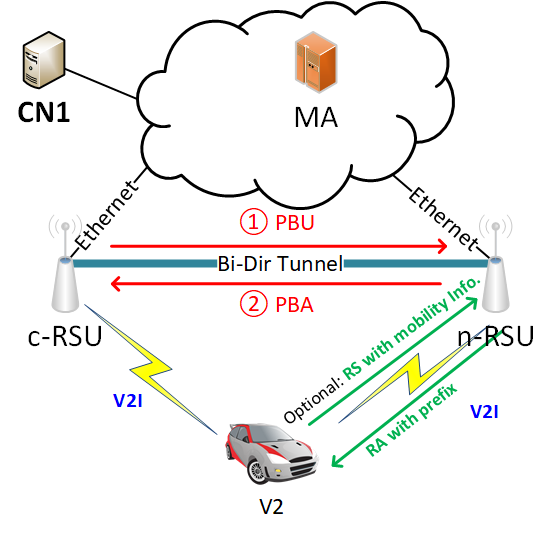 CN1
MA
Ethernet
Ethernet
① PBU
Bi-Dir Tunnel
② PBA
c-RSU
n-RSU
Optional: RS with mobility Info.
V2I
V2I
RA with prefix
V2